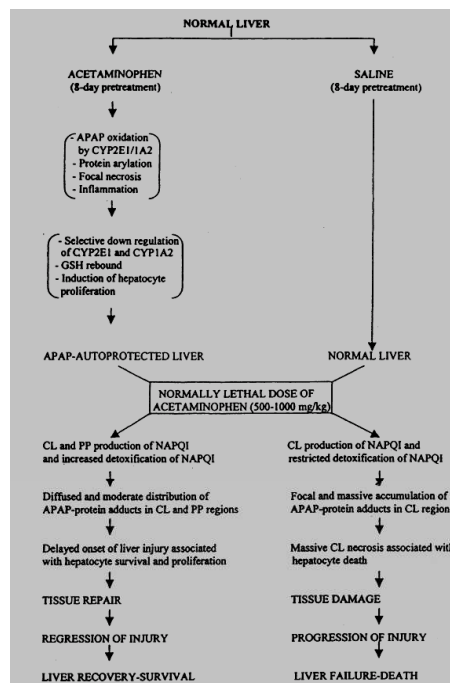 NORMAL LIVER
ACETAMINOPHEN
(8-day pretreatment)
SALINE
(8-day pretreatment)
- APAP oxidation
by CYP2E1/1A2
- Protein arylation
- Focal necrosis
- Inflammation
- Selective down regulation
of CYP2E1 and CYP1A2
- GSH rebound
- Induction of hepatocyte
proliferation
APAP-AUTOPROTECTED LIVER
NORMAL LIVER
NORMALLY LETHAL DOSE OF
ACETAMINOPHEN (500-1000 mg/kg)
CL and PP production of NAPQI
and increased detoxification of NAPQI
CL production of NAPQI and
restricted detoxification of NAPQI
Diffused and moderate distribution of
APAP-protein adducts in CL and PP regions
Focal and massive accumulation of
APAP-protein adducts in CL region
Delayed onset of liver injury associated
with hepatocyte survival and proliferation
Massive CL necrosis associated with
hepatocyte death
TISSUE REPAIR
TISSUE DAMAGE
REGRESSION OF INJURY
PROGRESSION OF INJURY
LIVER RECOVERY-SURVIVAL
LIVER FAILURE-DEATH